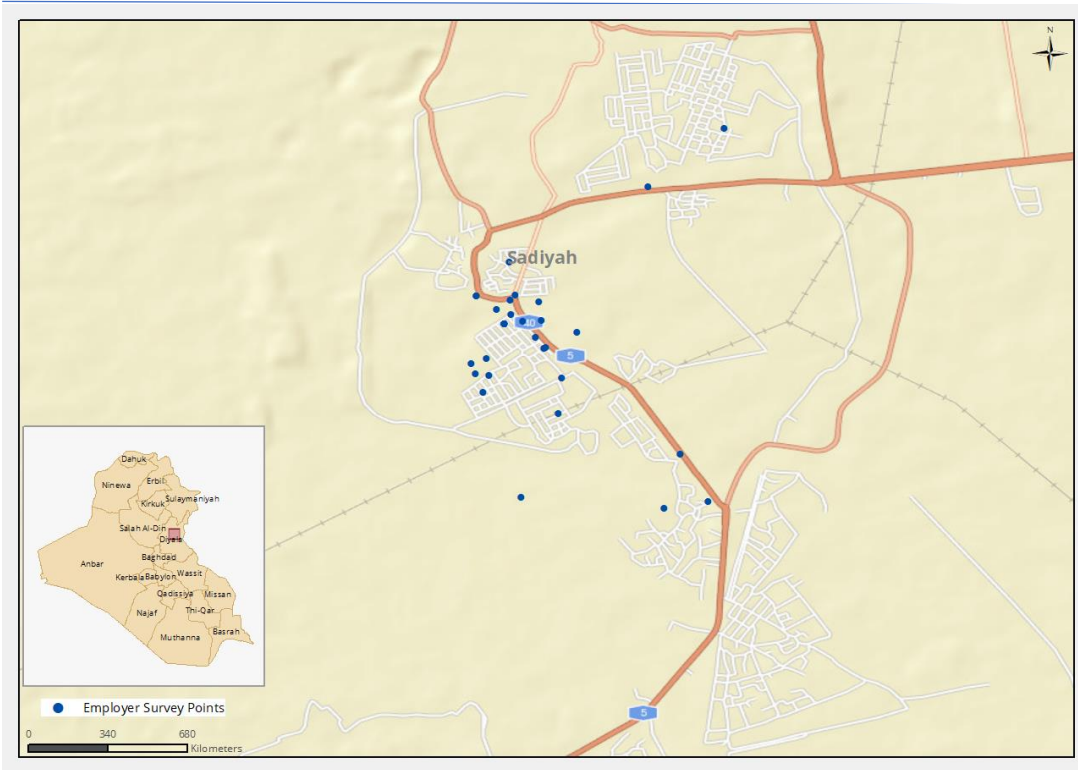 N
Sadiyah
5
5
Dahuk
Ninewa
Erbil
Sulaymaniyah
Kirkuk
Salah Al-Din
Diyala
Baghdad
Anbar
Kerbala
Babylon
Wassit
Qadissiya
Missan
Najaf
Thi-Qar
Basrah
Muthanna
Employer Survey Points
0 340 680
Kilometers